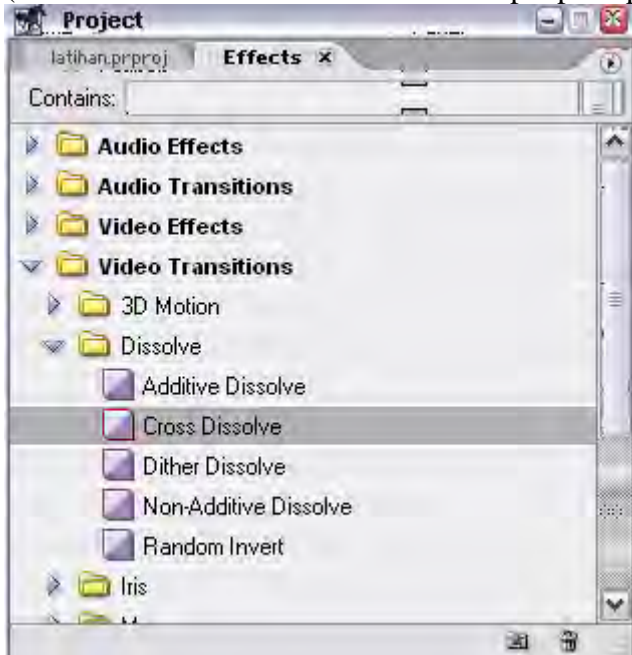 Project
latihan.prproj Effects ×
Contains:
Audio Effects
Audio Transitions
Video Effects
Video Transitions
3D Motion
Dissolve
Additive Dissolve
Cross Dissolve
Dither Dissolve
Non-Additive Dissolve
Random Invert
Iris